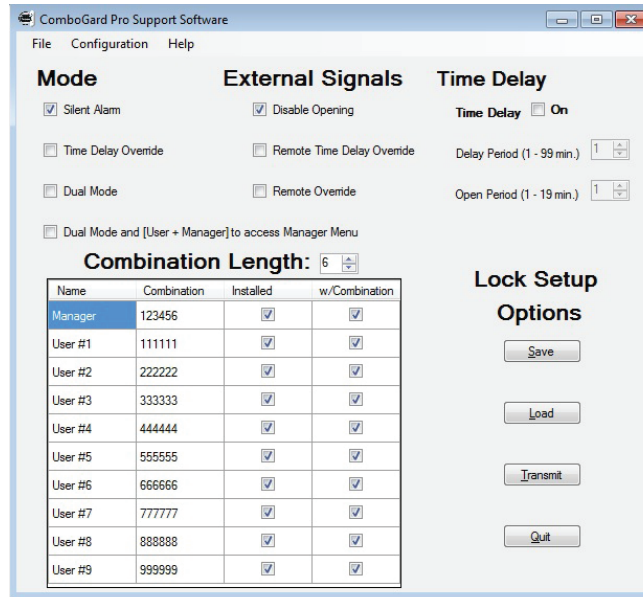 ComboGard Pro Support Software
File Configuration Help
Mode External Signals Time Delay
Silent Alarm Disable Opening Time Delay On
Time Delay Override Remote Time Delay Override Delay Period (1 - 99 min.) 1
Dual Mode Remote Override Open Period (1 - 19 min.) 1
Dual Mode and [User + Manager] to access Manager Menu
Combination Length: 6
Name Combination Installed w/Combination
Manager 123456
User #1 111111
User #2 222222
User #3 333333
User #4 444444
User #5 555555
User #6 666666
User #7 777777
User #8 888888
User #9 999999
Lock Setup
Options
Save
Load
Transmit
Quit